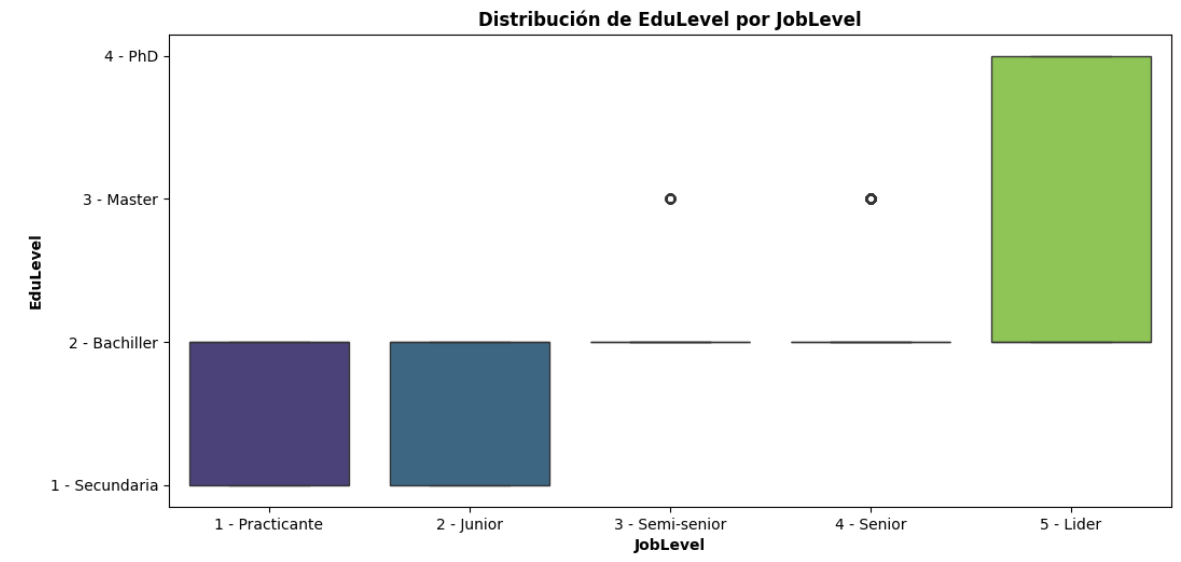 Distribución de EduLevel por JobLevel
4 - PhD
3 - Master
2 - Bachiller
1 - Secundaria
EduLevel
1 - Practicante
2 - Junior
3 - Semi-senior
4 - Senior
5 - Lider
JobLevel